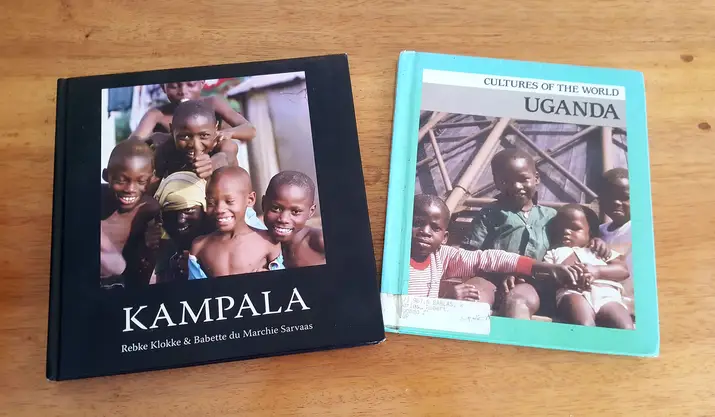 KAMPALA
Rebke Klokke & Babette du Marchie Sarvaas
CULTURES OF THE WORLD
UGANDA